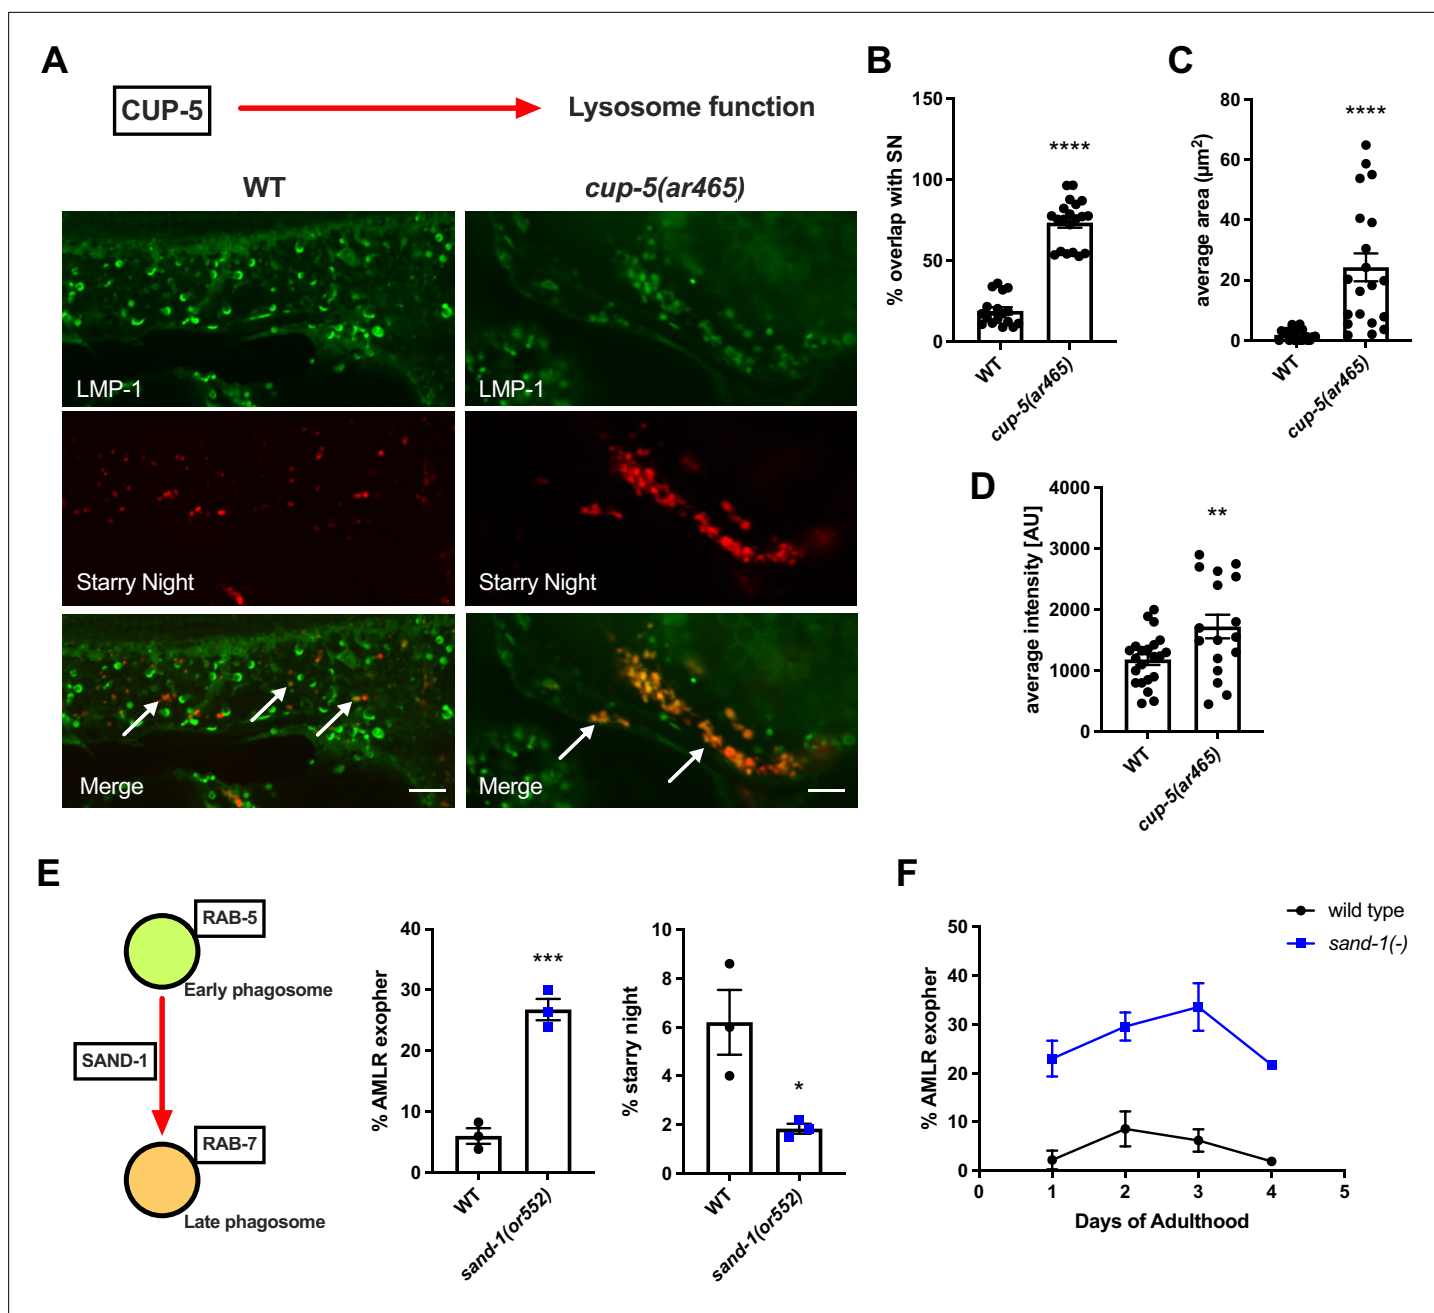 A
CUP-5
Lysosome function
WT
cup-5(ar465)
LMP-1
LMP-1
Starry Night
Starry Night
Merge
Merge
B
% overlap with SN
150
100
50
0
****
WT
cup-5(ar465)
C
average area (µm²)
80
60
40
20
0
****
WT
cup-5(ar465)
D
average intensity [AU]
4000
3000
2000
1000
0
**
WT
cup-5(ar465)
E
RAB-5
Early phagosome
SAND-1
RAB-7
Late phagosome
% AMLR exopher
40
30
20
10
0
***
WT
sand-1(or552)
% starry night
10
8
6
4
2
0
*
WT
sand-1(or552)
F
wild type
sand-1(-)
% AMLR exopher
50
40
30
20
10
0
0 1 2 3 4 5
Days of Adulthood